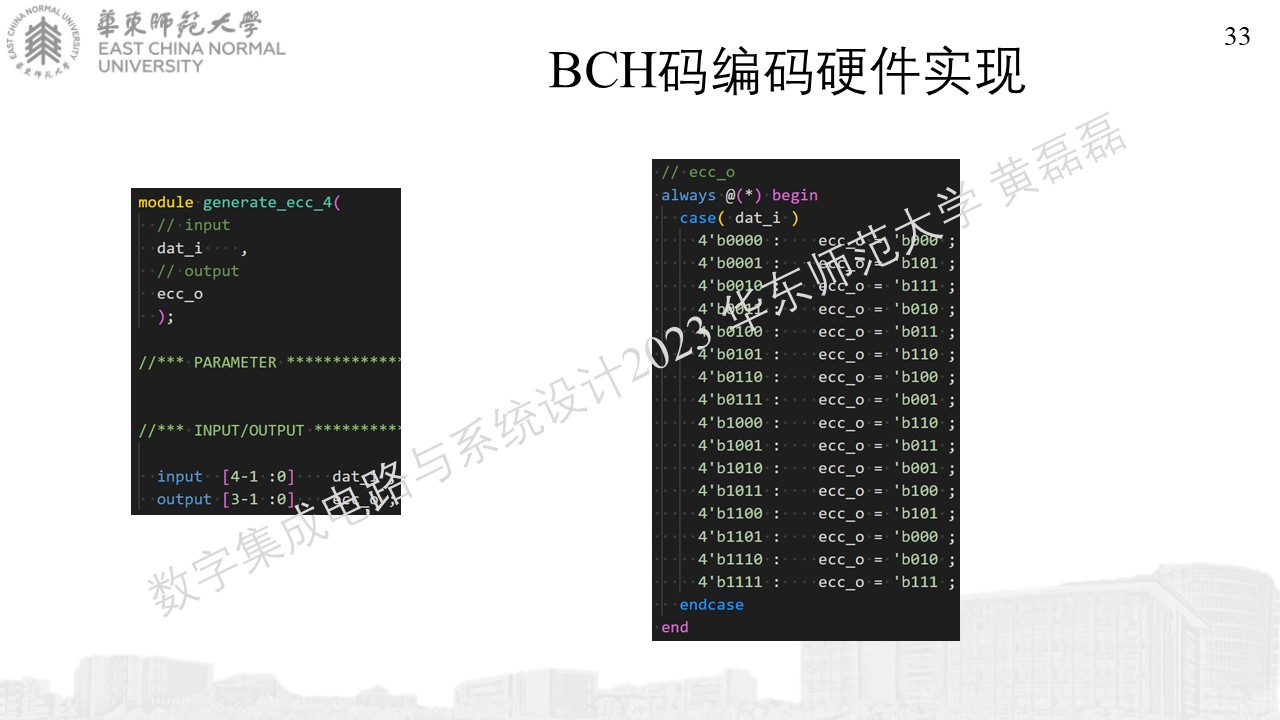 華東師範大學
EAST CHINA NORMAL
UNIVERSITY
33
BCH码编码硬件实现
module generate_ecc_4(
// input
dat_i ,
// output
ecc_o
);
//*** PARAMETER *************
//*** INPUT/OUTPUT **********
input [4-1 :0] dat_i ,
output [3-1 :0] ecc_o ;
// ecc_o
always @(*) begin
case( dat_i )
4'b0000 : ecc_o = 'b000 ;
4'b0001 : ecc_o = 'b101 ;
4'b0010 : ecc_o = 'b111 ;
4'b0011 : ecc_o = 'b010 ;
4'b0100 : ecc_o = 'b011 ;
4'b0101 : ecc_o = 'b110 ;
4'b0110 : ecc_o = 'b100 ;
4'b0111 : ecc_o = 'b001 ;
4'b1000 : ecc_o = 'b110 ;
4'b1001 : ecc_o = 'b011 ;
4'b1010 : ecc_o = 'b001 ;
4'b1011 : ecc_o = 'b100 ;
4'b1100 : ecc_o = 'b101 ;
4'b1101 : ecc_o = 'b000 ;
4'b1110 : ecc_o = 'b010 ;
4'b1111 : ecc_o = 'b111 ;
endcase
end
数字集成电路与系统设计2023 华东师范大学 黄磊磊